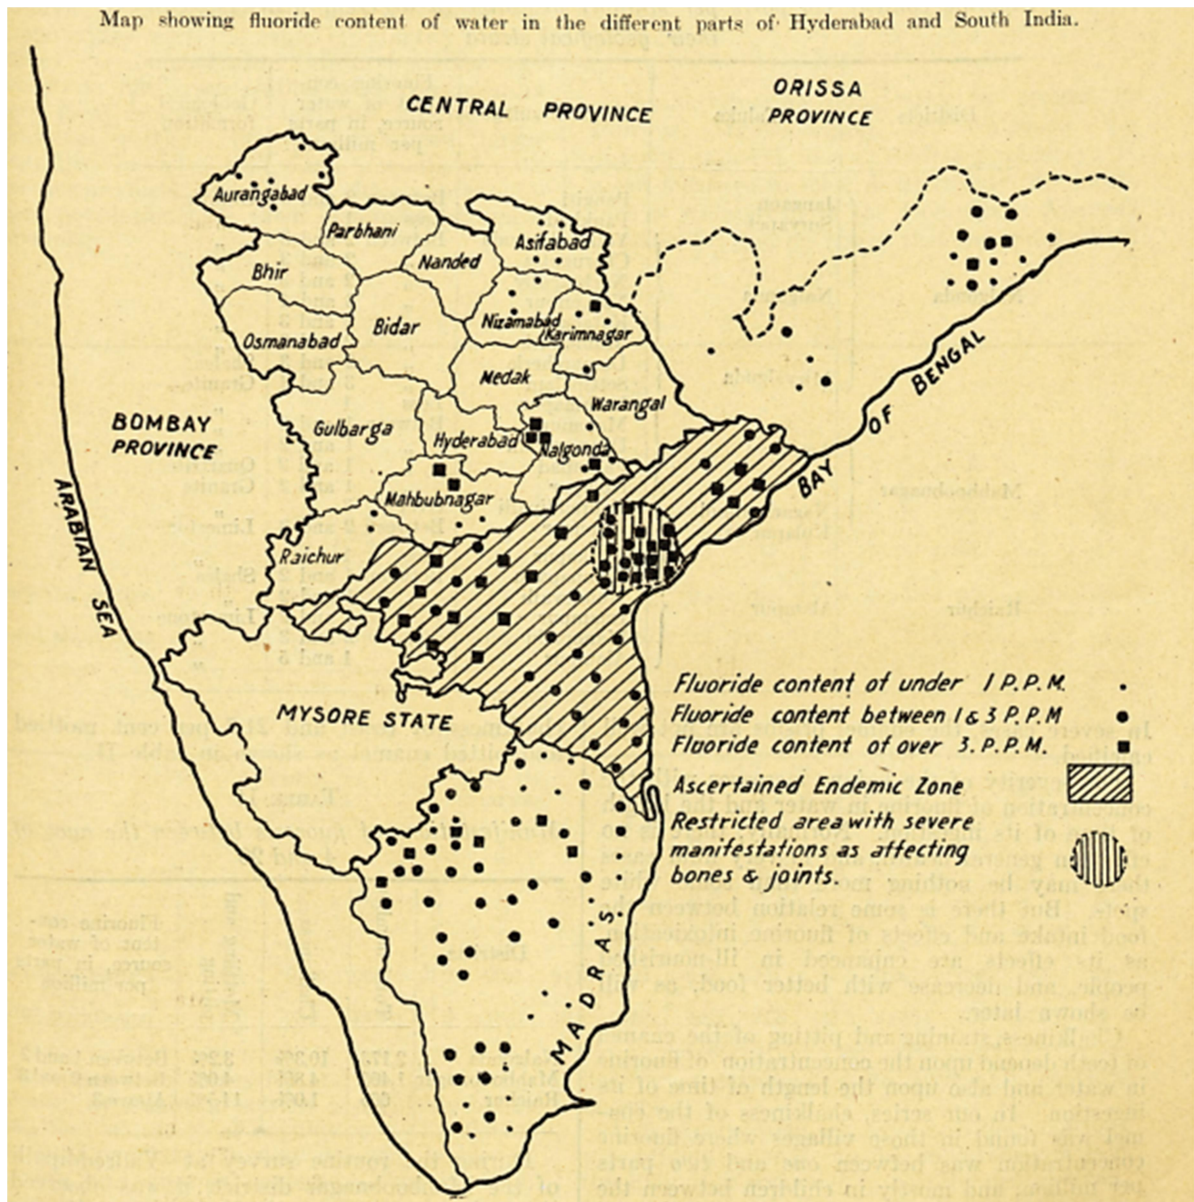 Map showing fluoride content of water in the different parts of Hyderabad and South India.
CENTRAL PROVINCE
ORISSA
PROVINCE
Aurangabad
Parbhani
Asifabad
Nanded
Bhir
Nizamabad
Karimnagar
Bidar
Osmanabad
Medak
Warangal
BOMBAY
PROVINCE
Gulbarga
Hyderabad
Nalgonda
Mahbubnagar
Raichur
ARABIAN SEA
BAY OF BENGAL
MYSORE STATE
MADRAS
Fluoride content of under 1 P.P.M.
Fluoride content between 1 & 3 P.P.M
Fluoride content of over 3. P.P.M.
Ascertained Endemic Zone
Restricted area with severe
manifestations as affecting
bones & joints.